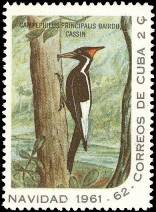 CAMPEPHILUS PRINCIPALIS BAIRDII,
CASSIN
CORREOS DE CUBA 2 ¢
NAVIDAD 1961-62-